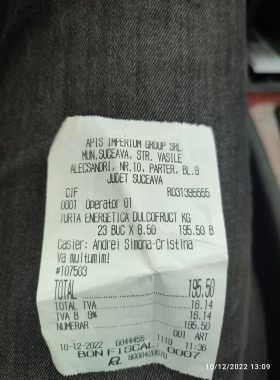 APIS IMPERIUM GROUP SRL
MUN.SUCEAVA, STR. VASILE
ALECSANDRI, NR.10, PARTER, BL.9
JUDET SUCEAVA
CIF RO31395555
0001 Operator 01
TURTA ENERGETICA DULCOFRUCT KG
23 BUC X 8.50 195.50 B
Casier: Andrei Simona-Cristina
Va multumim!
#107503
TOTAL 195.50
TOTAL TVA 16.14
TVA B 9% 16.14
NUMERAR 195.50
001 ART
10-12-2022 0044455 1118 11:36
BON FISCAL: 0007
8000420678
10/12/2022 13:09